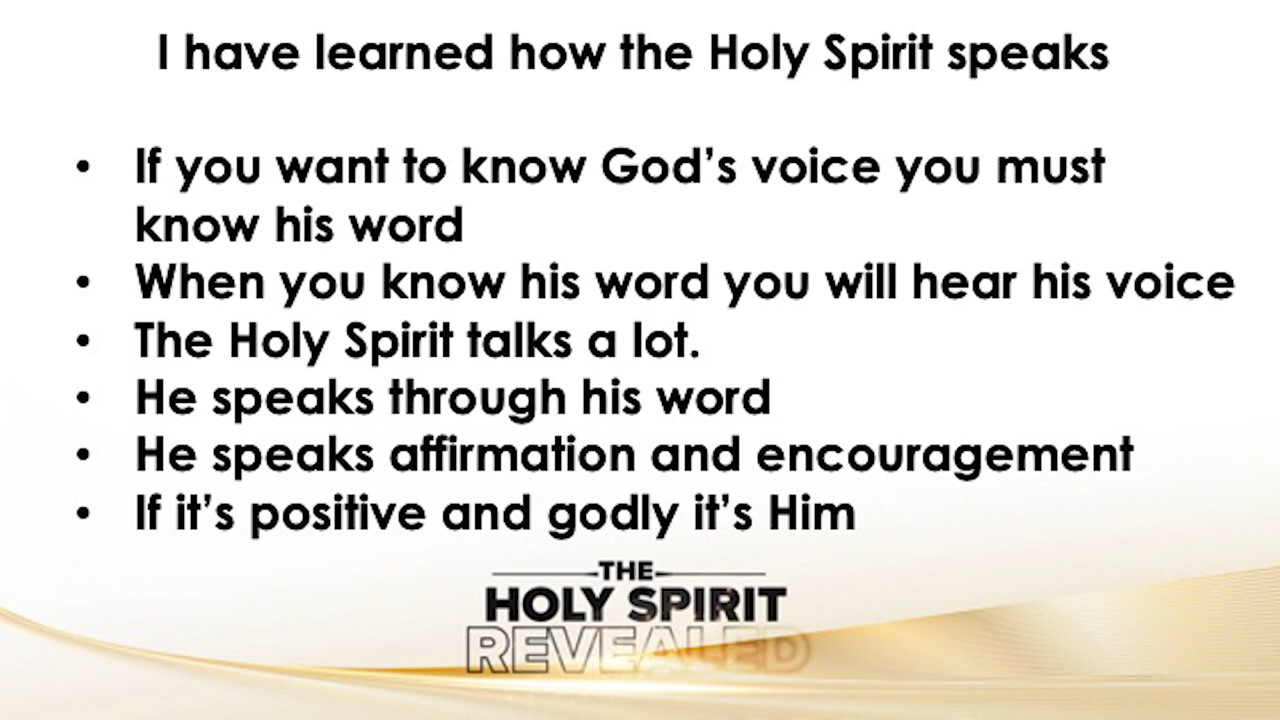 I have learned how the Holy Spirit speaks
• If you want to know God’s voice you must
know his word
• When you know his word you will hear his voice
• The Holy Spirit talks a lot.
• He speaks through his word
• He speaks affirmation and encouragement
• If it’s positive and godly it’s Him
THE
HOLY SPIRIT
REVEALED